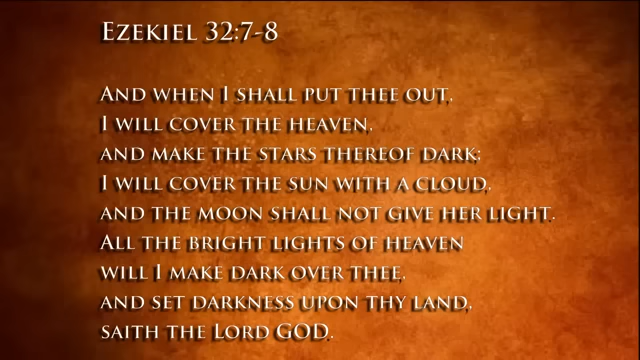 Ezekiel 32:7-8
And when I shall put thee out,
I will cover the heaven,
and make the stars thereof dark;
I will cover the sun with a cloud,
and the moon shall not give her light.
All the bright lights of heaven
will I make dark over thee,
and set darkness upon thy land,
saith the Lord GOD.